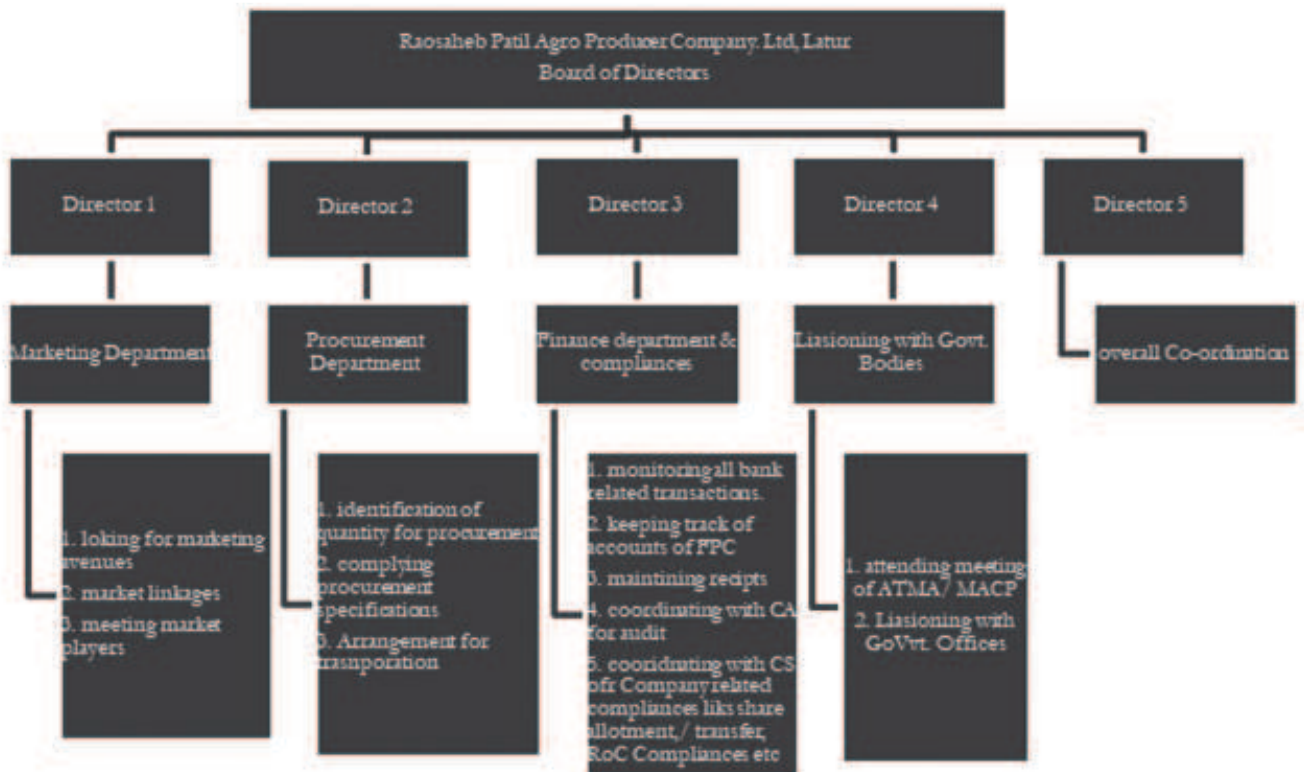 Raosaheb Patil Agro Producer Company. Ltd, Latur
Board of Directors
Director 1
Director 2
Director 3
Director 4
Director 5
Marketing Department
Procurement
Department
Finance department &
compliances
Liasioning with Govt.
Bodies
overall Co-ordination
1. loking for marketing
avenues
2. market linkages
3. meeting market
players
1. identification of
quantity for procurement
2. complying
procurement
specifications
3. Arrangement for
trasnporation
1. monitoring all bank
related transactions.
2. keeping track of
accounts of FPC
3. maintining recipts
4. coordinating with CA
for audit
5. cooridnating with CS
ofr Company related
compliances liks share
allotment, / transfer,
RoC Compliances etc
1. attending meetings
of ATMA / MACP
2. Liasioning with
GoVvt. Offices